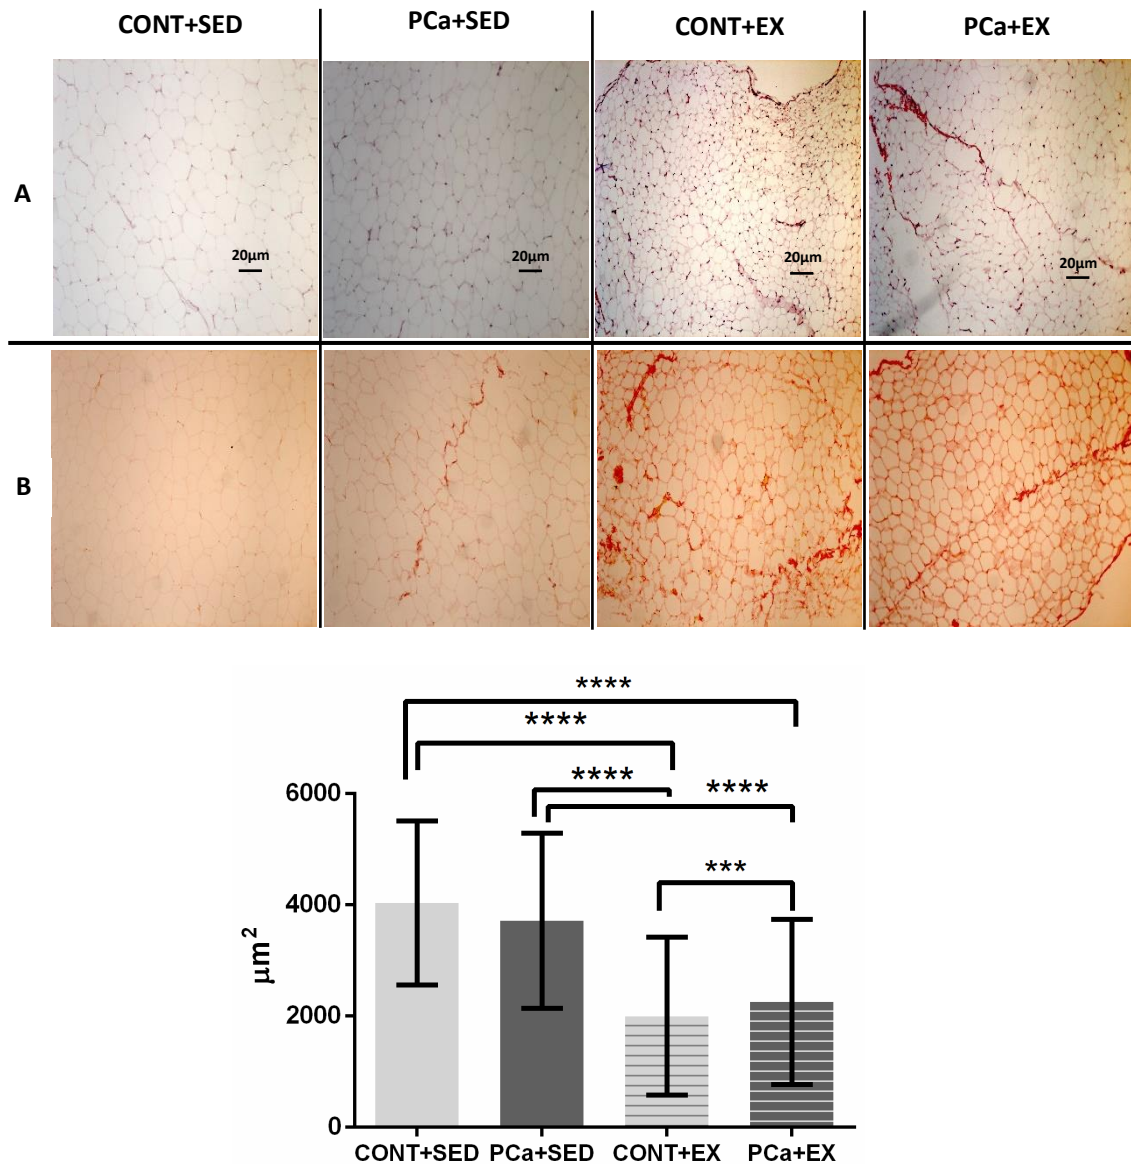 CONT+SED PCa+SED CONT+EX PCa+EX
A
20µm 20µm 20µm 20µm
B
****
****
**** ****
***
6000
4000
2000
0
µm²
CONT+SED PCa+SED CONT+EX PCa+EX